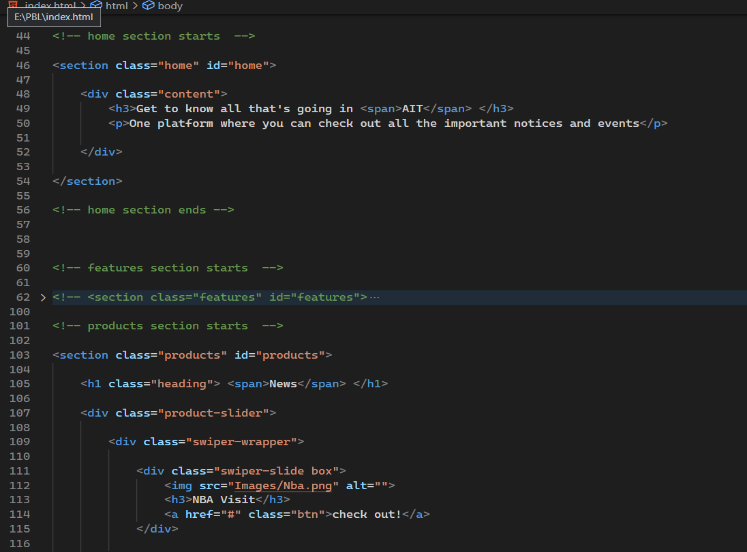 index.html > html > body
E:\PBL\index.html
44 <!-- home section starts  -->
45
46 <section class="home" id="home">
47
48     <div class="content">
49         <h3>Get to know all that's going in <span>AIT</span> </h3>
50         <p>One platform where you can check out all the important notices and events</p>
51
52     </div>
53
54 </section>
55
56 <!-- home section ends -->
57
58
59
60 <!-- features section starts  -->
61
62 > <!-- <section class="features" id="features">···
100
101 <!-- products section starts  -->
102
103 <section class="products" id="products">
104
105     <h1 class="heading"> <span>News</span> </h1>
106
107     <div class="product-slider">
108
109         <div class="swiper-wrapper">
110
111             <div class="swiper-slide box">
112                 <img src="Images/Nba.png" alt="">
113                 <h3>NBA Visit</h3>
114                 <a href="#" class="btn">check out!</a>
115             </div>
116